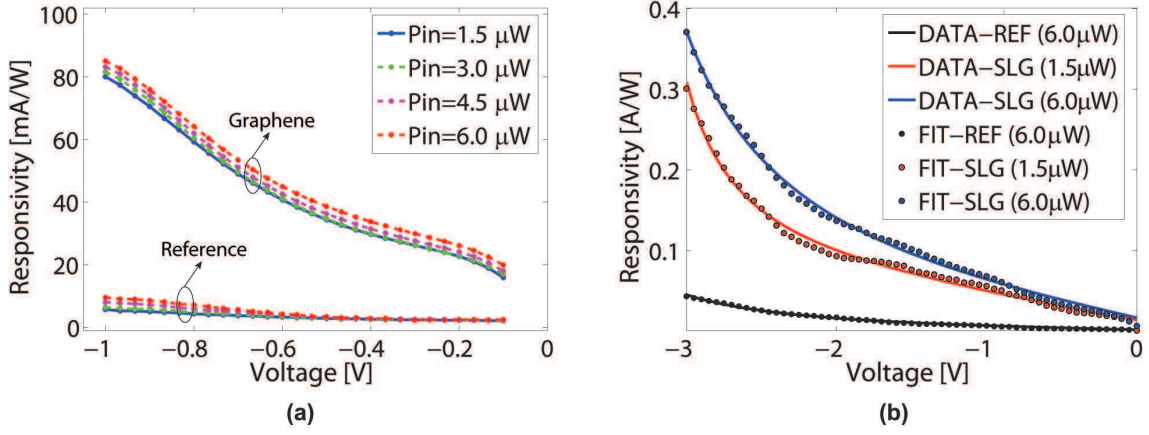 100
80
60
40
20
0
Responsivity [mA/W]
Pin=1.5 µW
Pin=3.0 µW
Pin=4.5 µW
Pin=6.0 µW
Graphene
Reference
−1
−0.8
−0.6
−0.4
−0.2
0
Voltage [V]
(a)
0.4
0.3
0.2
0.1
Responsivity [A/W]
DATA−REF (6.0µW)
DATA−SLG (1.5µW)
DATA−SLG (6.0µW)
FIT−REF (6.0µW)
FIT−SLG (1.5µW)
FIT−SLG (6.0µW)
−3
−2
−1
0
Voltage [V]
(b)